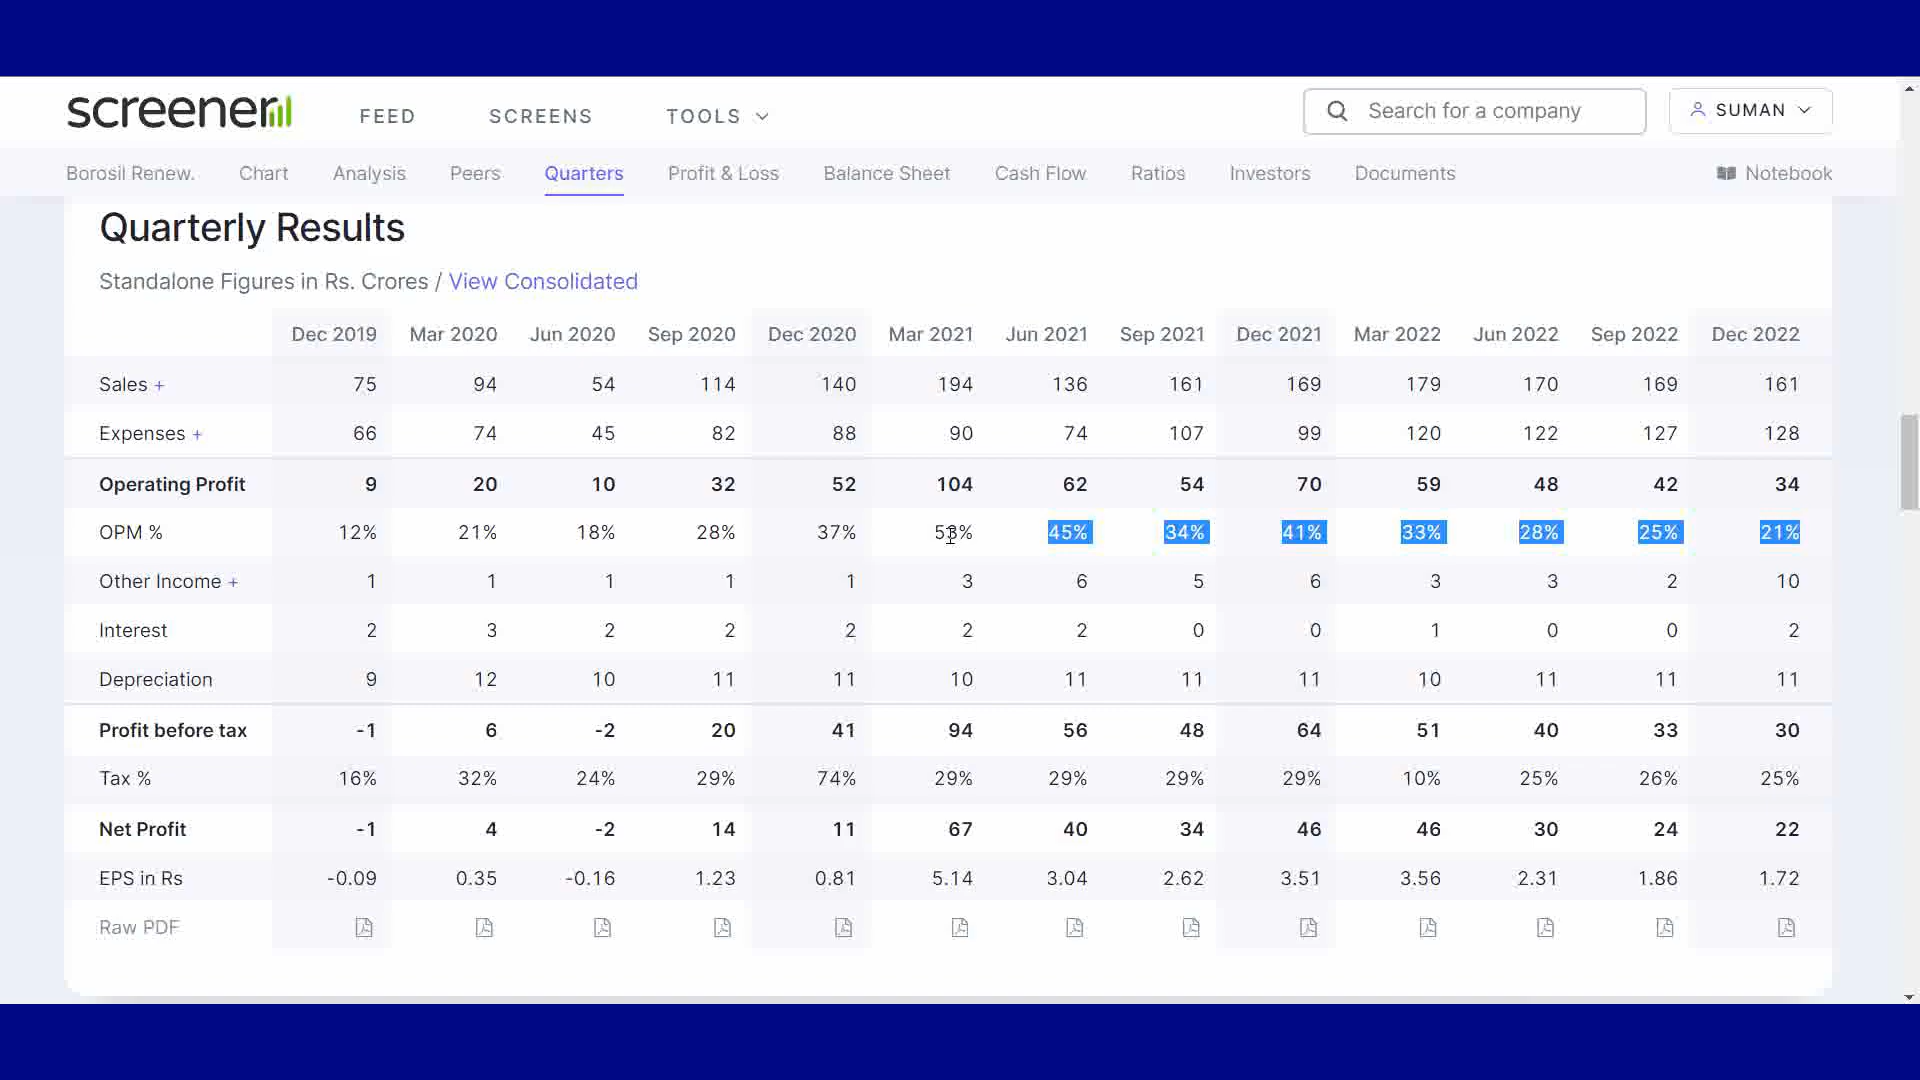 screener FEED SCREENS TOOLS Search for a company SUMAN
Borosil Renew. Chart Analysis Peers Quarters Profit & Loss Balance Sheet Cash Flow Ratios Investors Documents Notebook
Quarterly Results
Standalone Figures in Rs. Crores / View Consolidated
Dec 2019 Mar 2020 Jun 2020 Sep 2020 Dec 2020 Mar 2021 Jun 2021 Sep 2021 Dec 2021 Mar 2022 Jun 2022 Sep 2022 Dec 2022
Sales + 75 94 54 114 140 194 136 161 169 179 170 169 161
Expenses + 66 74 45 82 88 90 74 107 99 120 122 127 128
Operating Profit 9 20 10 32 52 104 62 54 70 59 48 42 34
OPM % 12% 21% 18% 28% 37% 53% 45% 34% 41% 33% 28% 25% 21%
Other Income + 1 1 1 1 1 3 6 5 6 3 3 2 10
Interest 2 3 2 2 2 2 2 0 0 1 0 0 2
Depreciation 9 12 10 11 11 10 11 11 11 10 11 11 11
Profit before tax -1 6 -2 20 41 94 56 48 64 51 40 33 30
Tax % 16% 32% 24% 29% 74% 29% 29% 29% 29% 10% 25% 26% 25%
Net Profit -1 4 -2 14 11 67 40 34 46 46 30 24 22
EPS in Rs -0.09 0.35 -0.16 1.23 0.81 5.14 3.04 2.62 3.51 3.56 2.31 1.86 1.72
Raw PDF